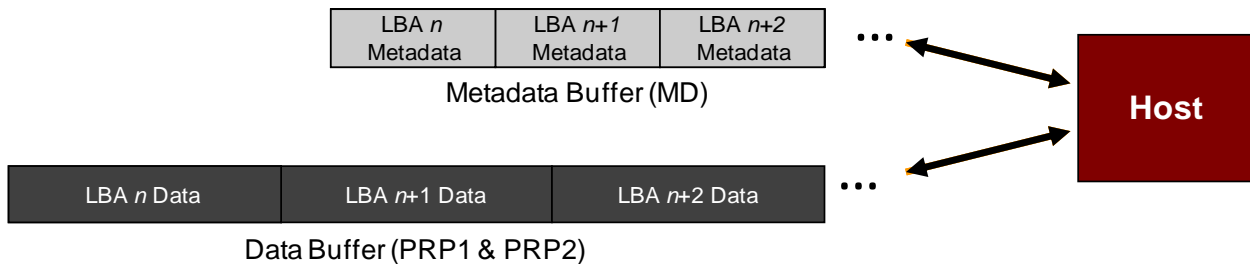 LBA n LBA n+1 LBA n+2 ...
Metadata Metadata Metadata
Metadata Buffer (MD)
Host
LBA n Data LBA n+1 Data LBA n+2 Data ...
Data Buffer (PRP1 & PRP2)